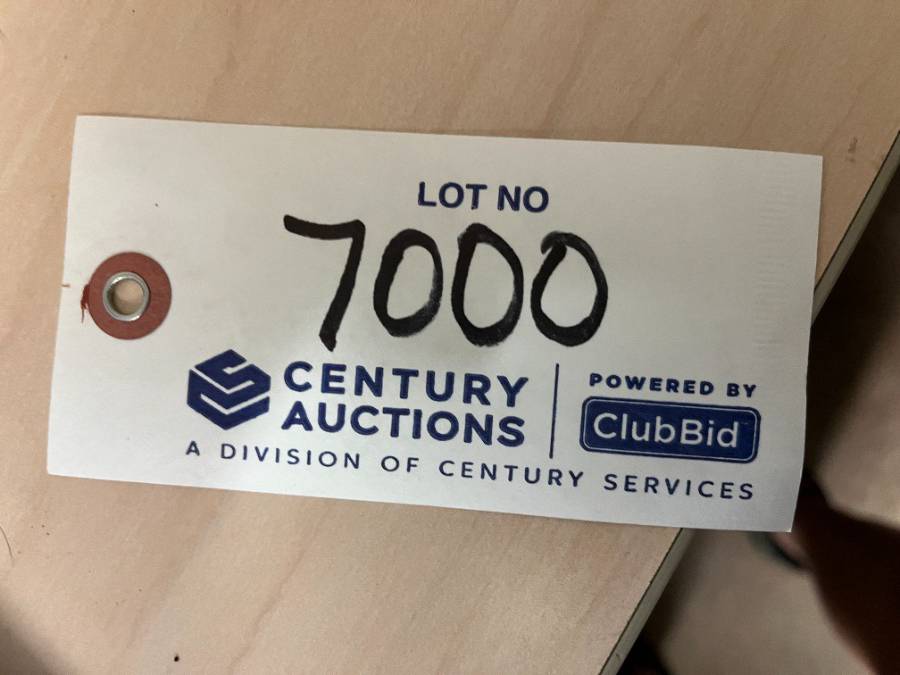 LOT NO
7000
CENTURY
AUCTIONS
A DIVISION OF CENTURY SERVICES
POWERED BY
ClubBid